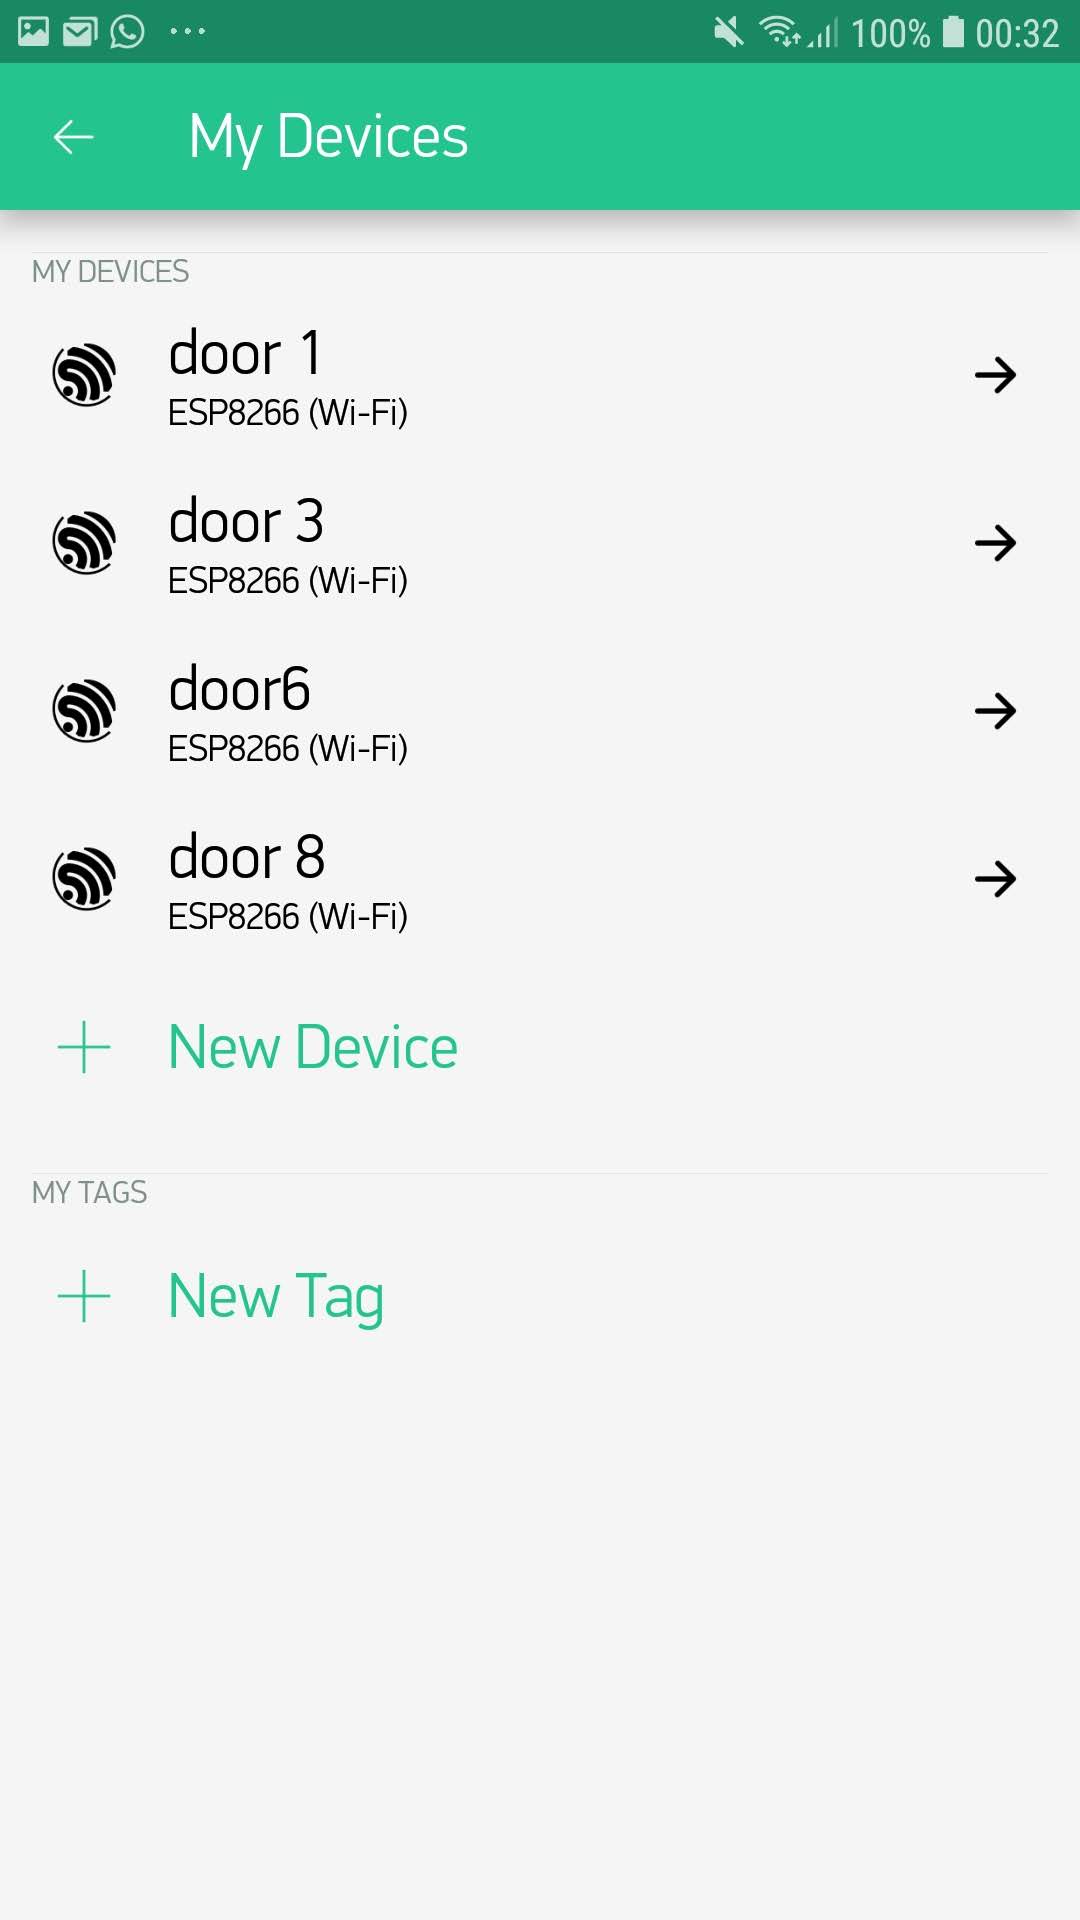 100% 00:32
My Devices
MY DEVICES
door 1
ESP8266 (Wi-Fi)
door 3
ESP8266 (Wi-Fi)
door6
ESP8266 (Wi-Fi)
door 8
ESP8266 (Wi-Fi)
New Device
MY TAGS
New Tag